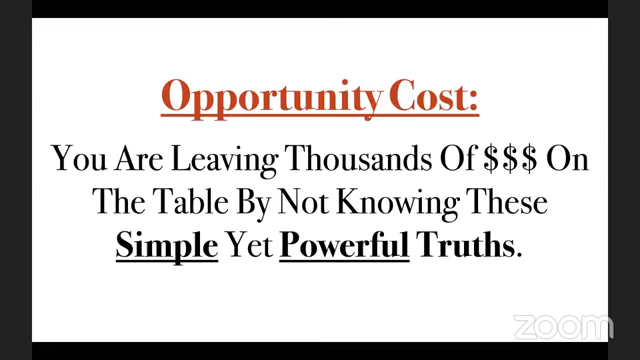 Opportunity Cost:
You Are Leaving Thousands Of $$$ On
The Table By Not Knowing These
Simple Yet Powerful Truths.
zoom